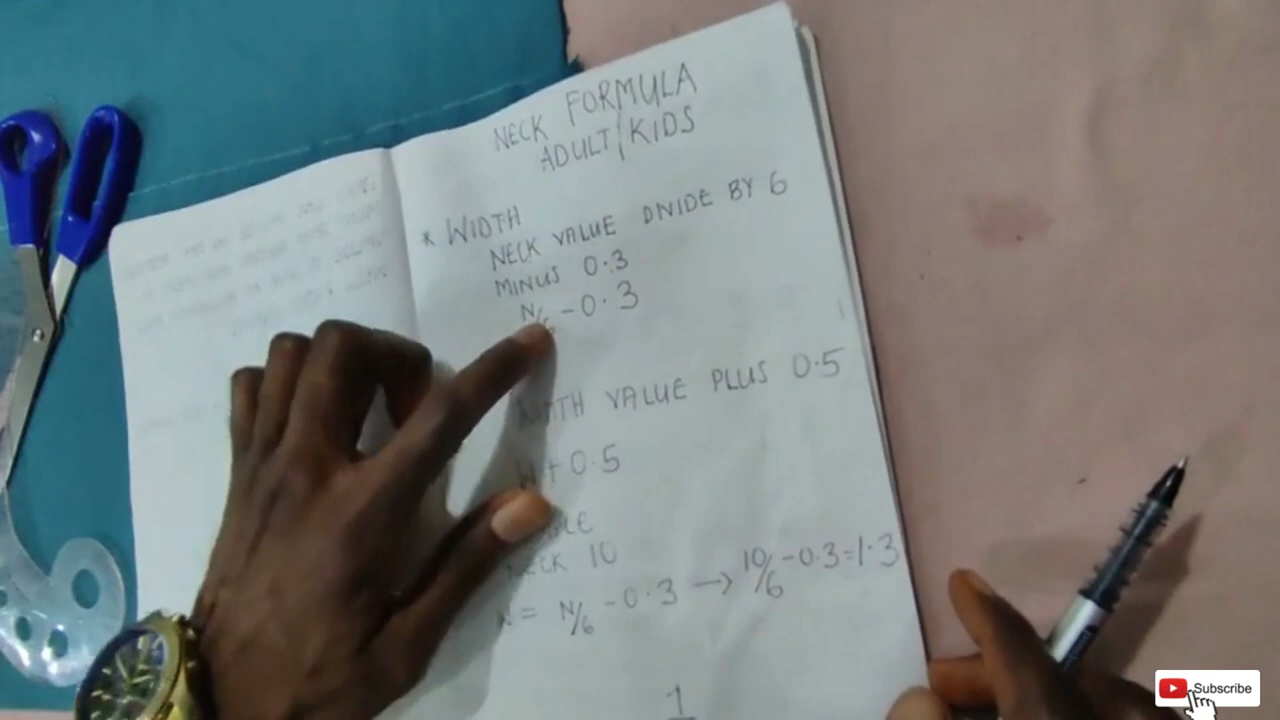 NECK FORMULA
ADULT/KIDS
* WIDTH
NECK VALUE DIVIDE BY 6
MINUS 0.3
N/6 - 0.3
VALUE PLUS 0.5
+ 0.5
10
= N/6 - 0.3 → 10/6 - 0.3 = 1.3
1
Subscribe